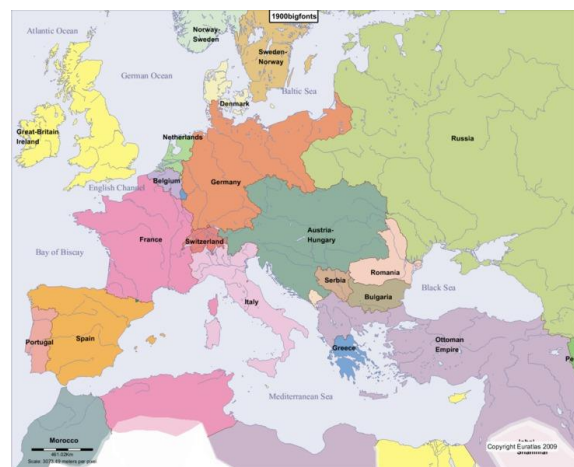 1900bigfonts
Atlantic Ocean
Norway-
Sweden
Sweden-
Norway
German Ocean
Baltic Sea
Denmark
Great-Britain
Ireland
Netherlands
Russia
English Channel
Belgium
Germany
Bay of Biscay
France
Switzerland
Austria-
Hungary
Serbia
Romania
Black Sea
Bulgaria
Italy
Portugal
Spain
Greece
Ottoman
Empire
Mediterranean Sea
Morocco
Copyright Euratlas 2009
Shammar